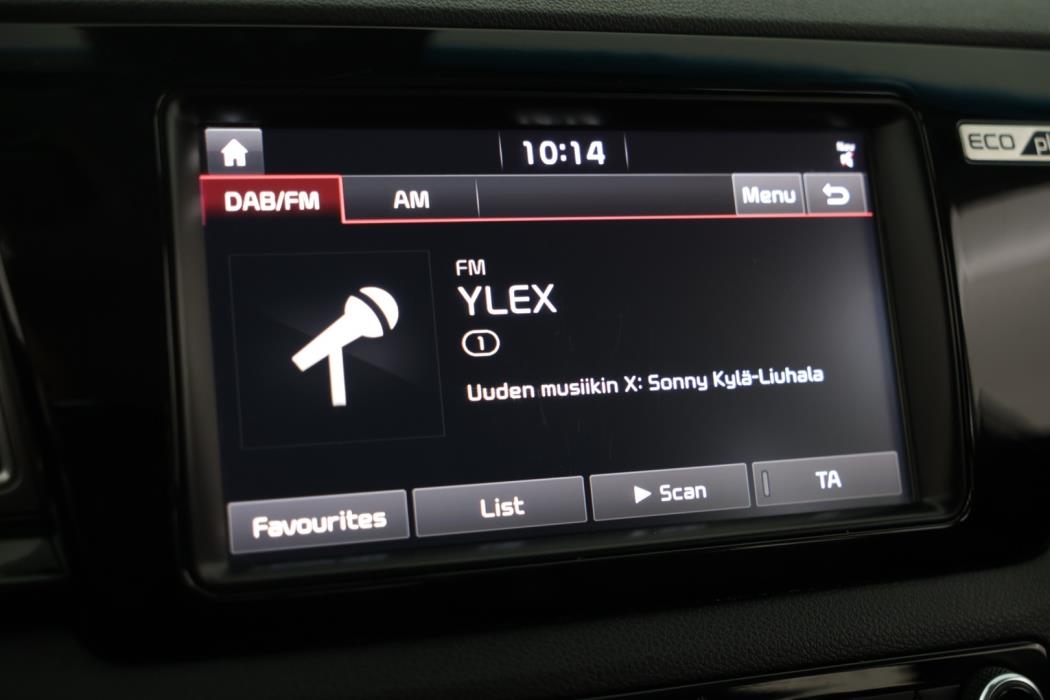 10:14
DAB/FM
AM
Menu
ECO
FM
YLEX
1
Uuden musiikin X: Sonny Kylä-Liuhala
Favourites
List
Scan
TA